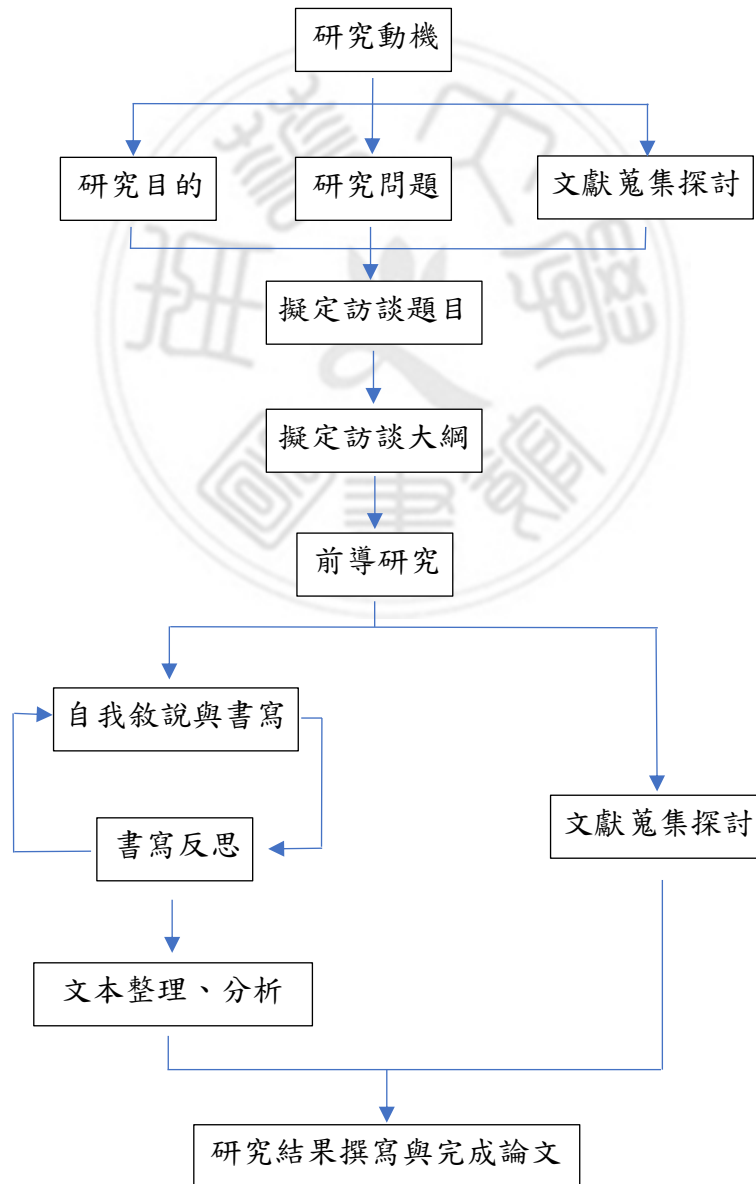 研究動機
研究目的
研究問題
文獻蒐集探討
擬定訪談題目
擬定訪談大綱
前導研究
自我敘說與書寫
書寫反思
文獻蒐集探討
文本整理、分析
研究結果撰寫與完成論文